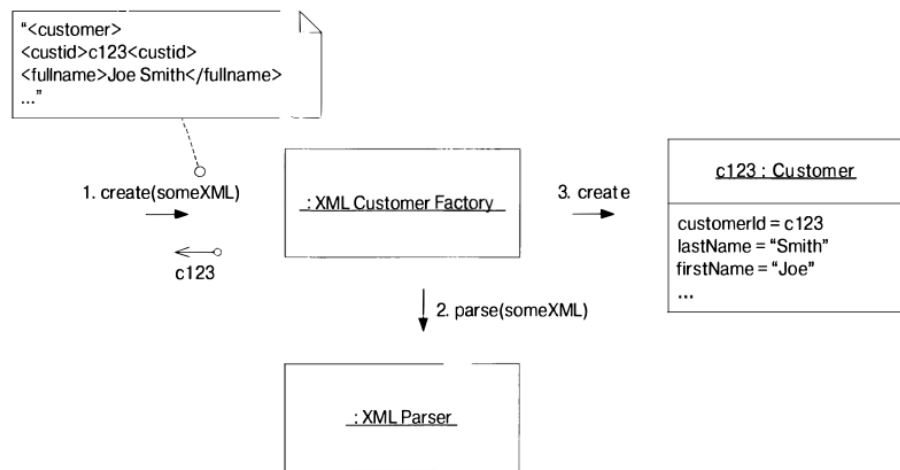 “<customer>
<custid>c123<custid>
<fullname>Joe Smith</fullname>
...”
1. create(someXML)
c123
: XML Customer Factory
3. create
c123 : Customer
customerId = c123
lastName = “Smith”
firstName = “Joe”
...
2. parse(someXML)
: XML Parser